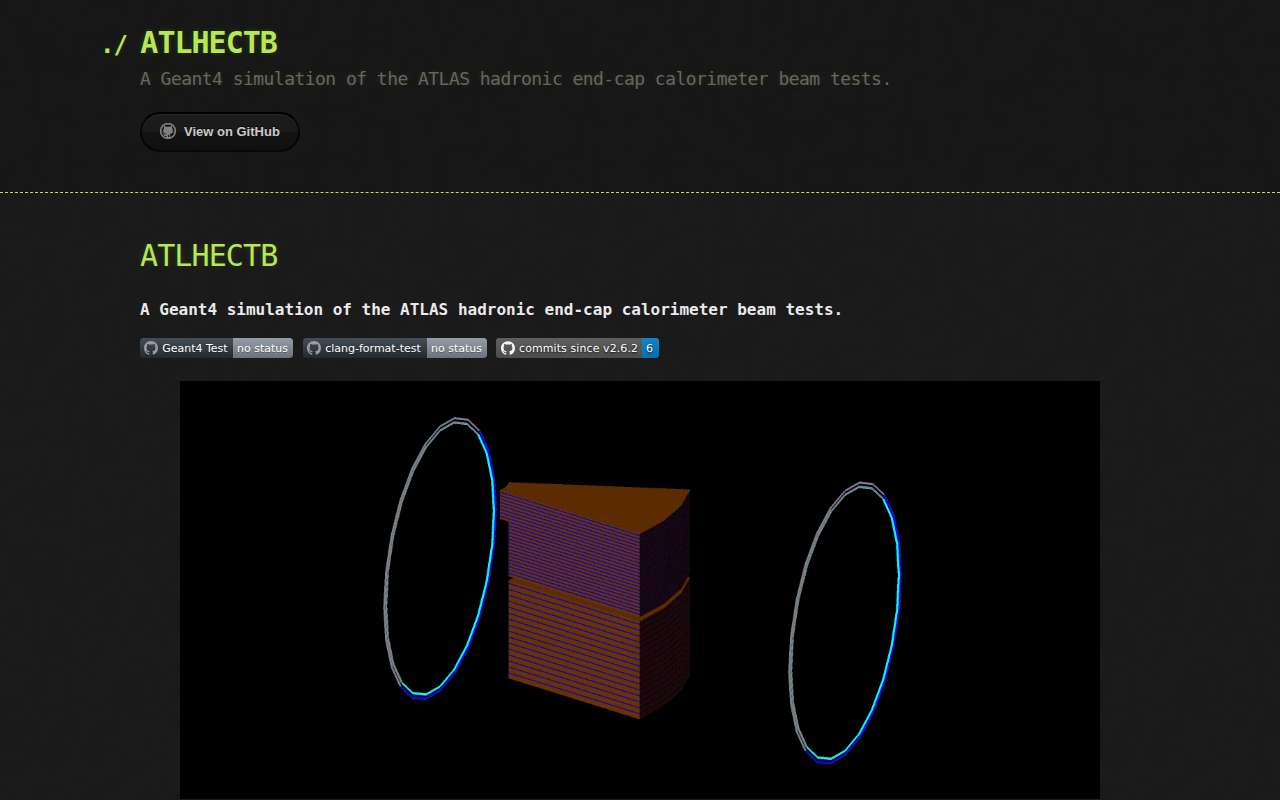 ./ ATLHECTB
A Geant4 simulation of the ATLAS hadronic end-cap calorimeter beam tests.
View on GitHub
ATLHECTB
A Geant4 simulation of the ATLAS hadronic end-cap calorimeter beam tests.
Geant4 Test no status clang-format-test no status commits since v2.6.2 6